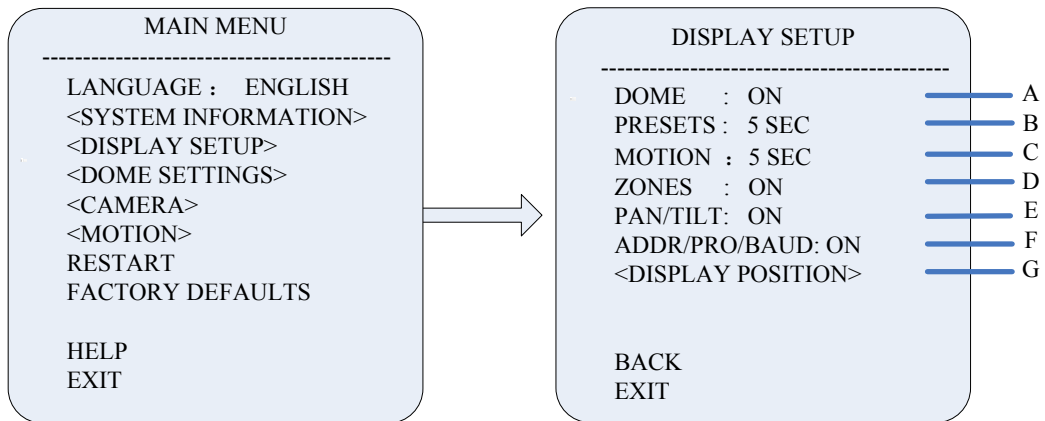 MAIN MENU
--------------------------------------------
LANGUAGE： ENGLISH
<SYSTEM INFORMATION>
<DISPLAY SETUP>
<DOME SETTINGS>
<CAMERA>
<MOTION>
RESTART
FACTORY DEFAULTS
HELP
EXIT
DISPLAY SETUP
--------------------------------------------
DOME : ON A
PRESETS : 5 SEC B
MOTION ：5 SEC C
ZONES : ON D
PAN/TILT: ON E
ADDR/PRO/BAUD: ON F
<DISPLAY POSITION> G
BACK
EXIT